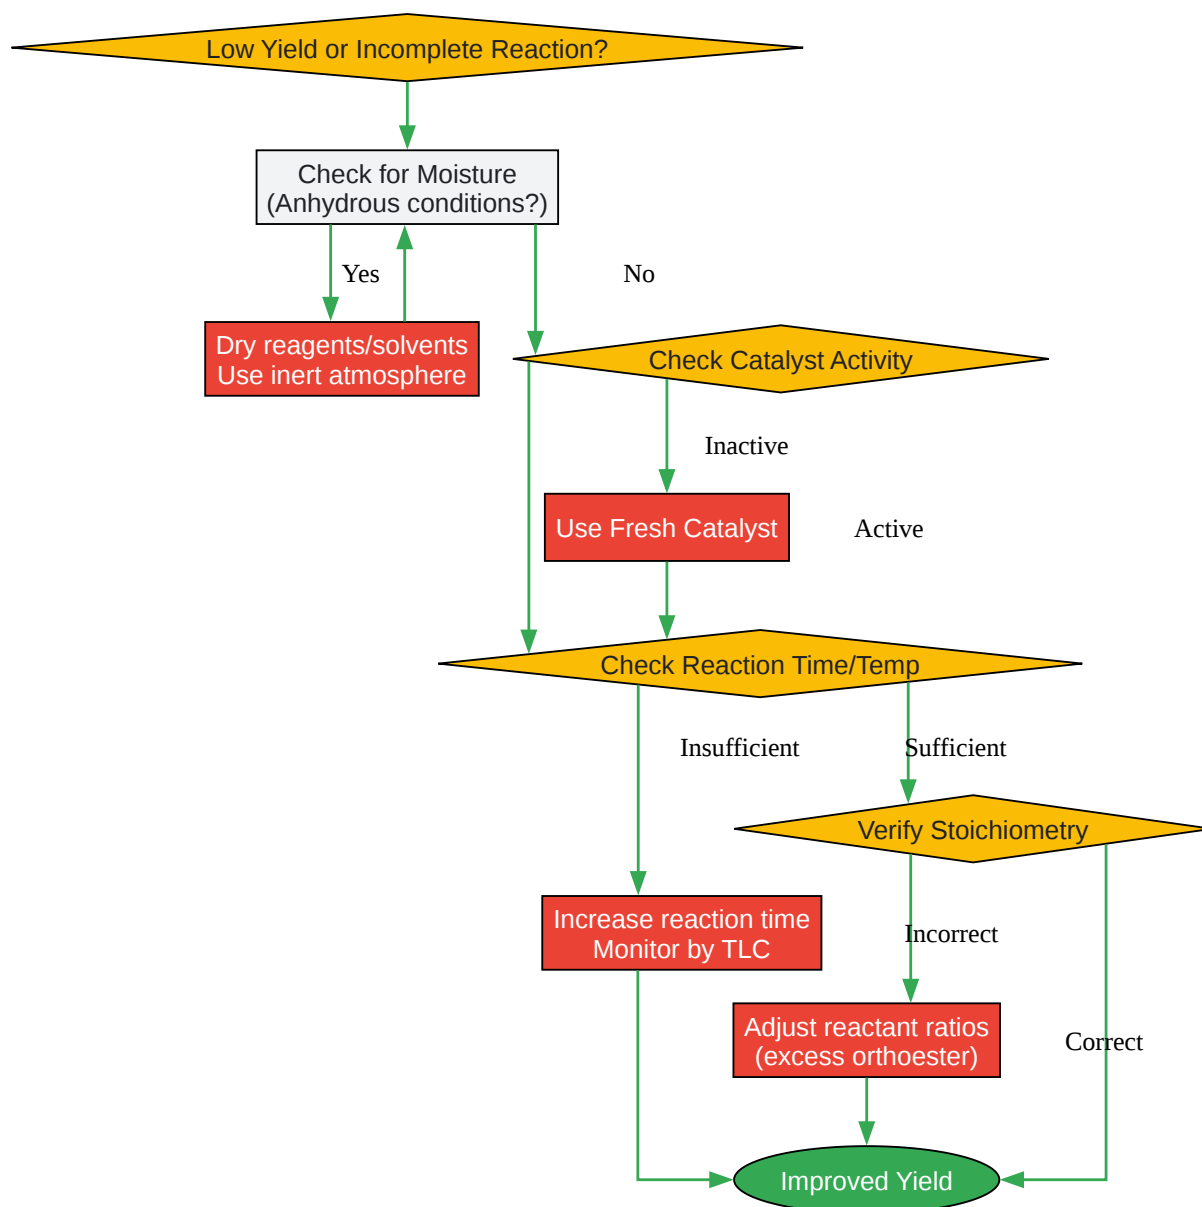 Low Yield or Incomplete Reaction?
Check for Moisture
(Anhydrous conditions?)
Yes
No
Dry reagents/solvents
Use inert atmosphere
Check Catalyst Activity
Inactive
Use Fresh Catalyst
Active
Check Reaction Time/Temp
Insufficient
Sufficient
Verify Stoichiometry
Increase reaction time
Monitor by TLC
Incorrect
Adjust reactant ratios
(excess orthoester)
Correct
Improved Yield